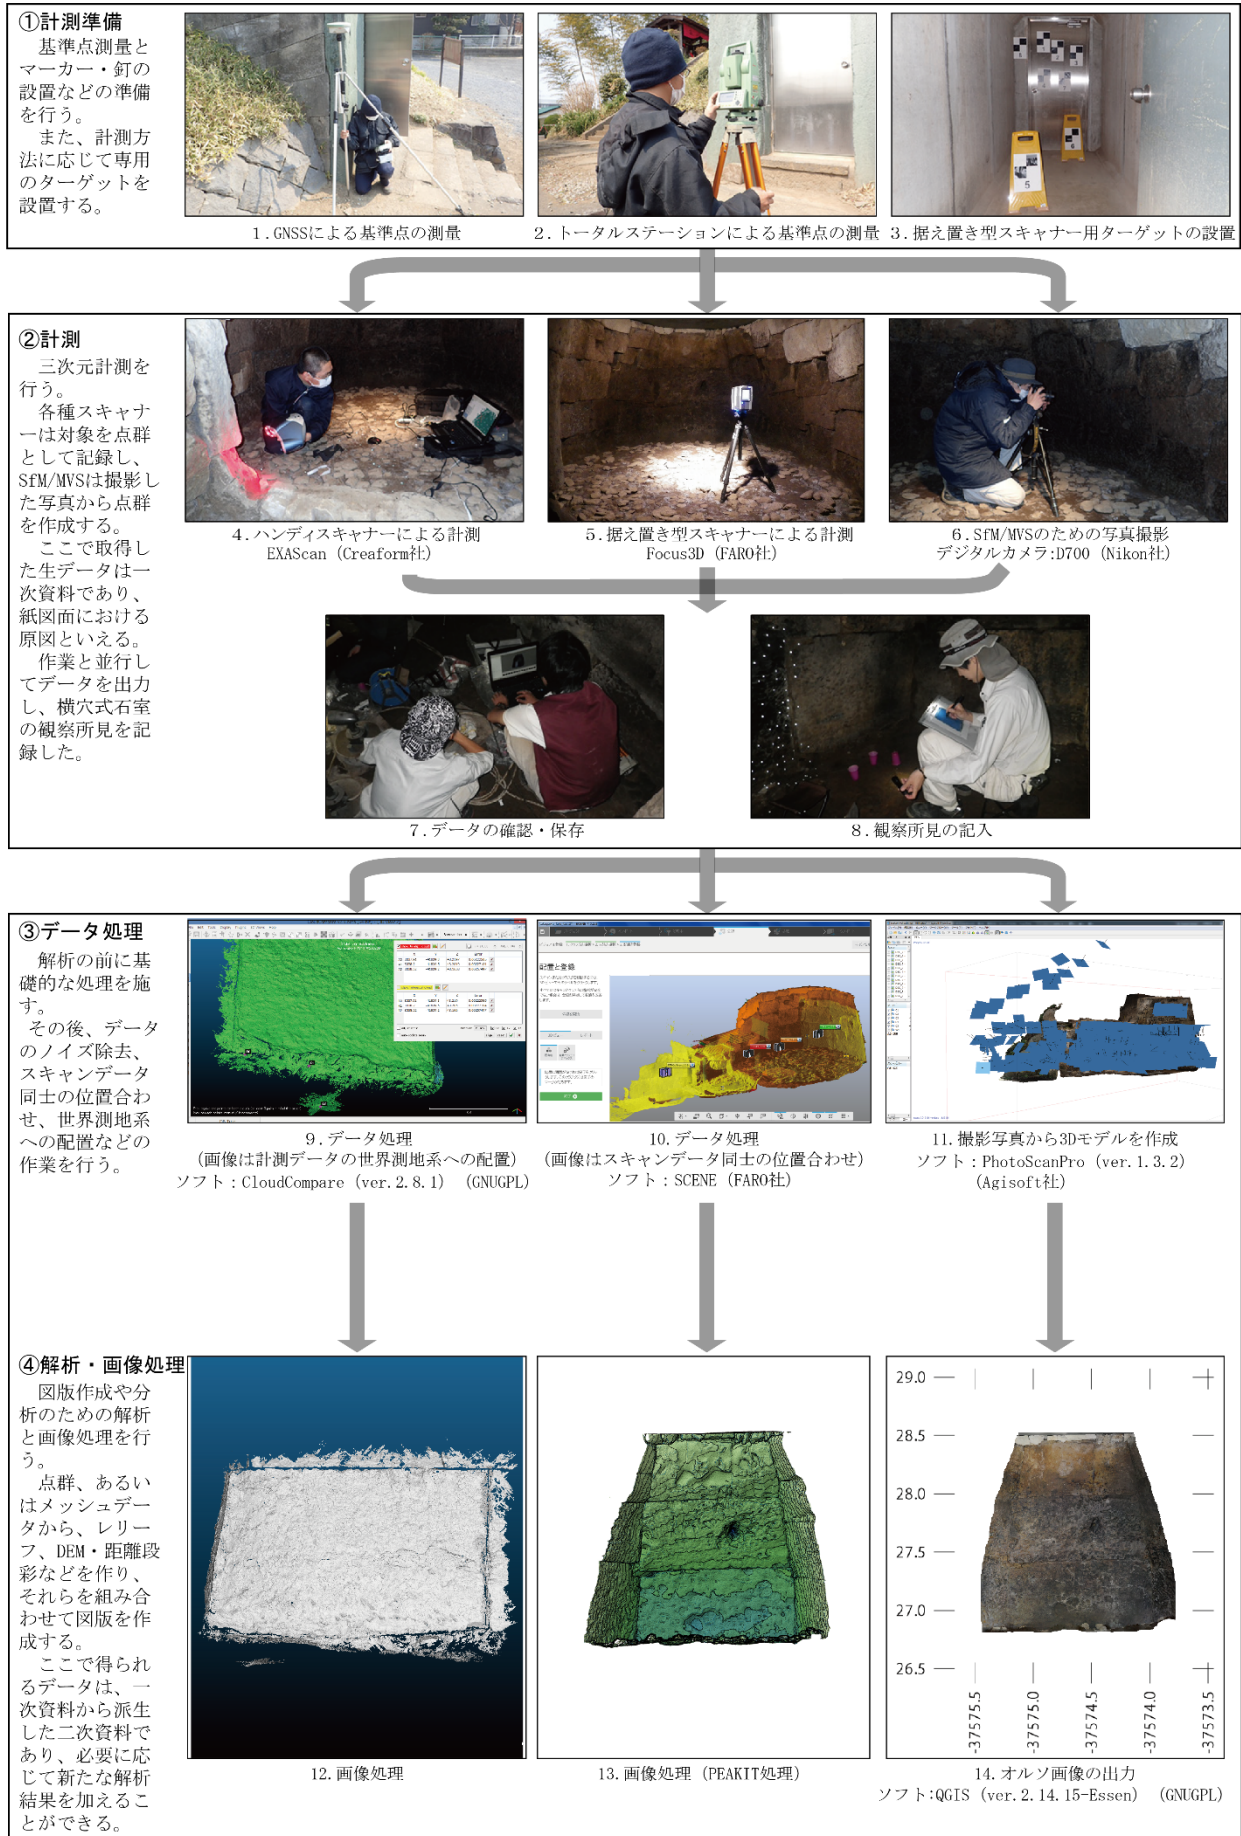 ①計測準備
基準点測量と
マーカー・釘の
設置などの準備
を行う。
また、計測方
法に応じて専用
のターゲットを
設置する。
1.GNSSによる基準点の測量
2.トータルステーションによる基準点の測量
3.据え置き型スキャナー用ターゲットの設置
②計測
三次元計測を
行う。
各種スキャナ
ーは対象を点群
として記録し、
SfM/MVSは撮影し
た写真から点群
を作成する。
ここで取得し
た生データは一
次資料であり、
紙図面における
原図といえる。
作業と並行し
てデータを出力
し、横穴式石室
の観察所見を記
録した。
4.ハンディスキャナーによる計測
EXAScan (Creaform社)
5.据え置き型スキャナーによる計測
Focus3D (FARO社)
6.SfM/MVSのための写真撮影
デジタルカメラ:D700 (Nikon社)
7.データの確認・保存
8.観察所見の記入
③データ処理
解析の前に基
礎的な処理を施
す。
その後、データ
のノイズ除去、
スキャンデータ
同士の位置合わ
せ、世界測地系
への配置などの
作業を行う。
配置と登録
9.データ処理
(画像は計測データの世界測地系への配置)
ソフト：CloudCompare (ver.2.8.1) (GNUGPL)
10.データ処理
(画像はスキャンデータ同士の位置合わせ)
ソフト：SCENE (FARO社)
11.撮影写真から3Dモデルを作成
ソフト：PhotoScanPro (ver.1.3.2)
(Agisoft社)
④解析・画像処理
図版作成や分
析のための解析
と画像処理を行
う。
点群、あるい
はメッシュデー
タから、レリー
フ、DEM・距離段
彩などを作り、
それらを組み合
わせて図版を作
成する。
ここで得られ
るデータは、一
次資料から派生
した二次資料で
あり、必要に応
じて新たな解析
結果を加えるこ
とができる。
29.0
28.5
28.0
27.5
27.0
26.5
-37575.5
-37575.0
-37574.5
-37574.0
-37573.5
12.画像処理
13.画像処理 (PEAKIT処理)
14.オルソ画像の出力
ソフト:QGIS (ver.2.14.15-Essen) (GNUGPL)